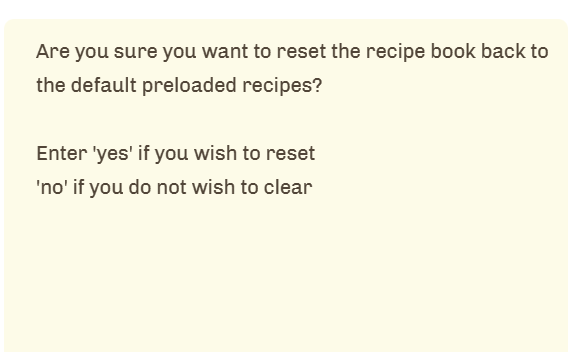 Are you sure you want to reset the recipe book back to
the default preloaded recipes?
Enter 'yes' if you wish to reset
'no' if you do not wish to clear